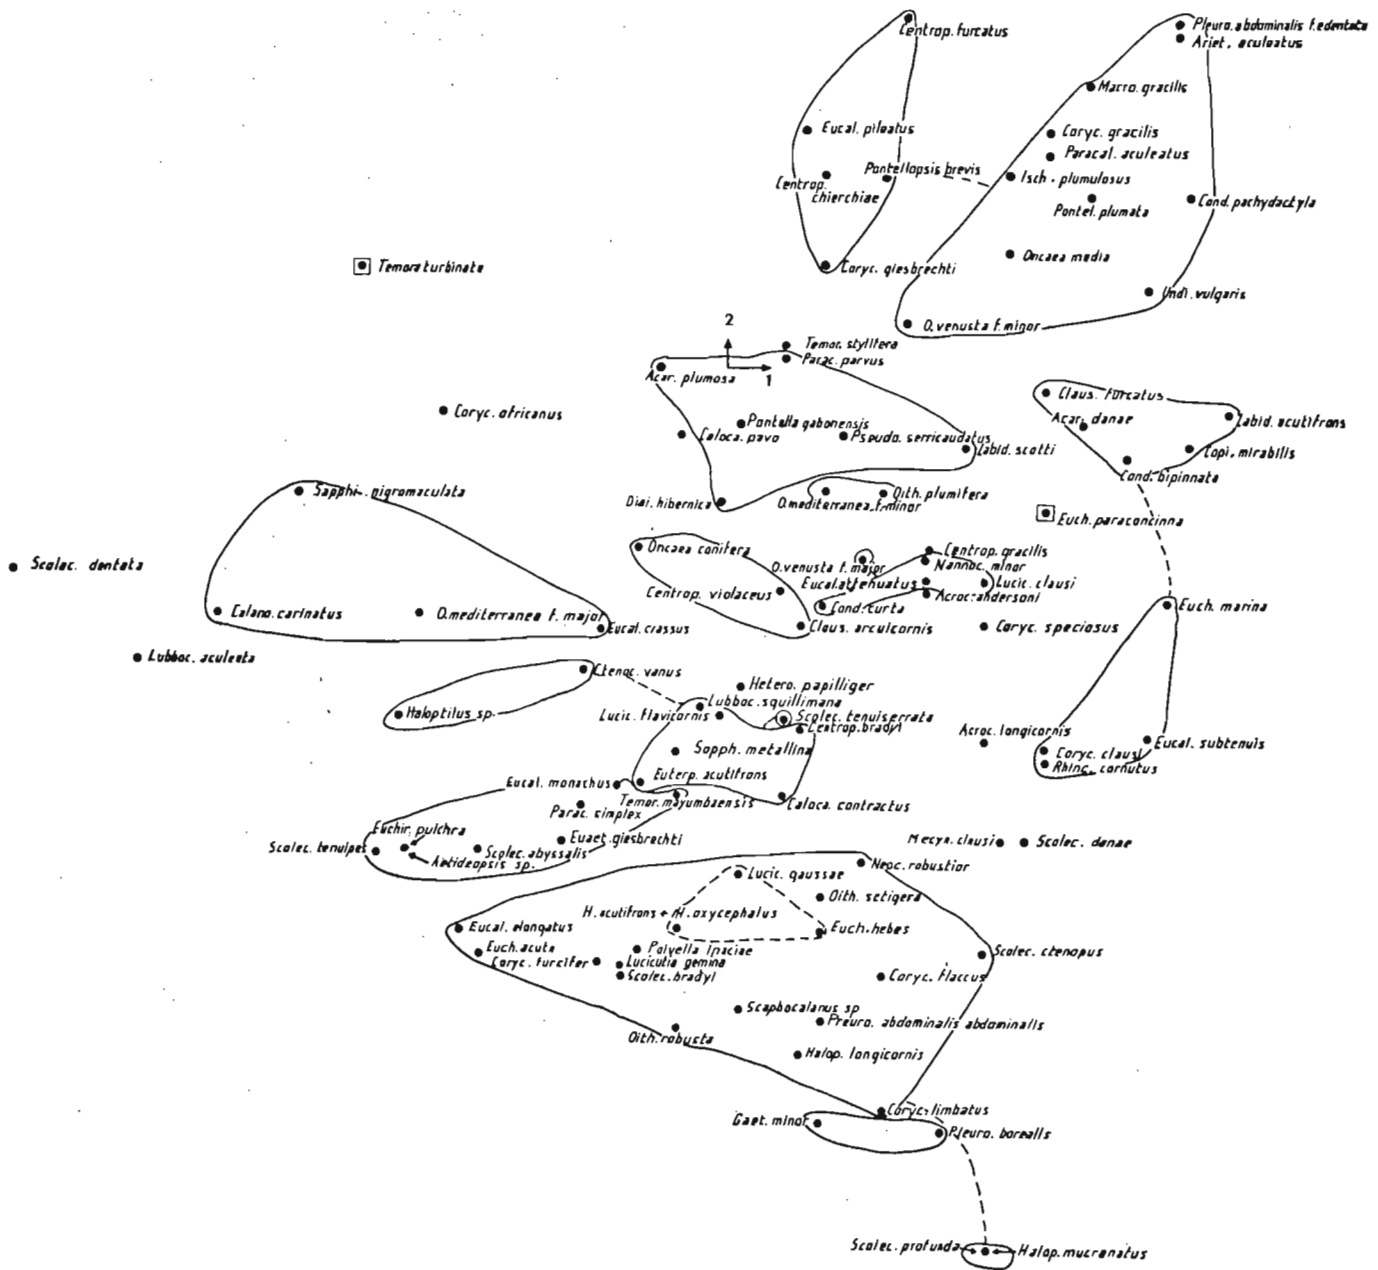 Centrop. furcatus
Pleuro. abdominalis f. edentata
Ariet. aculeatus
Macro. gracilis
Eucal. pileatus
Coryc. gracilis
Paracal. aculeatus
Pontellopsis brevis
Isch. plumulosus
Centrop. chierchiae
Pontel. plumata
Cond. pachydactyla
Oncaea media
Temora turbinata
Coryc. giesbrechti
Undi. vulgaris
O. venusta f. minor
2
1
Temor. stylifera
Parac. parvus
Acar. plumosa
Claus. furcatus
Coryc. africanus
Pontella gabonensis
Acar. danae
Labid. acutifrons
Caloca. pavo
Pseudo. serricaudatus
Labid. scotti
Copi. mirabilis
Cond. bipinnata
Sapphi. nigromaculata
Diai. hibernica
O. mediterranea f. minor
Oith. plumifera
Euch. paraconcinna
Oncaea conifera
Centrop. gracilis
Scolec. dentata
O. venusta f. major
Nannoc. minor
Eucal. attenuatus
Lucic. clausi
Centrop. violaceus
Acroc. andersoni
Cond. curta
Euch. marina
Calano. carinatus
O. mediterranea f. major
Eucal. crassus
Claus. arcuicornis
Coryc. speciosus
Lubboc. aculeata
Ctenoc. vanus
Hetero. papilliger
Lubboc. squillimana
Haloptilus sp.
Lucic. flavicornis
Scolec. tenuiserrata
Centrop. bradyi
Acroc. longicornis
Sapph. metallina
Coryc. clausi
Eucal. subtenuis
Rhinc. cornutus
Eucal. monachus
Euterp. acutifrons
Temor. mayumbaensis
Caloca. contractus
Parac. simplex
Euchir. pulchra
Euaet. giesbrechti
Scolec. tenuipes
Scolec. abyssalis
Aetideopsis sp.
Mecyn. clausi
Scolec. danae
Neoc. robustior
Lucic. gaussae
Oith. setigera
H. acutifrons + H. oxycephalus
Eucal. elongatus
Euch. hebes
Euch. acuta
Coryc. furcifer
Lucicutia gemina
Scolec. bradyi
Scolec. ctenopus
Coryc. flaccus
Scaphocalanus sp
Pleuro. abdominalis abdominalis
Oith. robusta
Halop. longicornis
Coryc. limbatus
Gaet. minor
Pleuro. borealis
Scolec. profunda
Halop. mucronatus